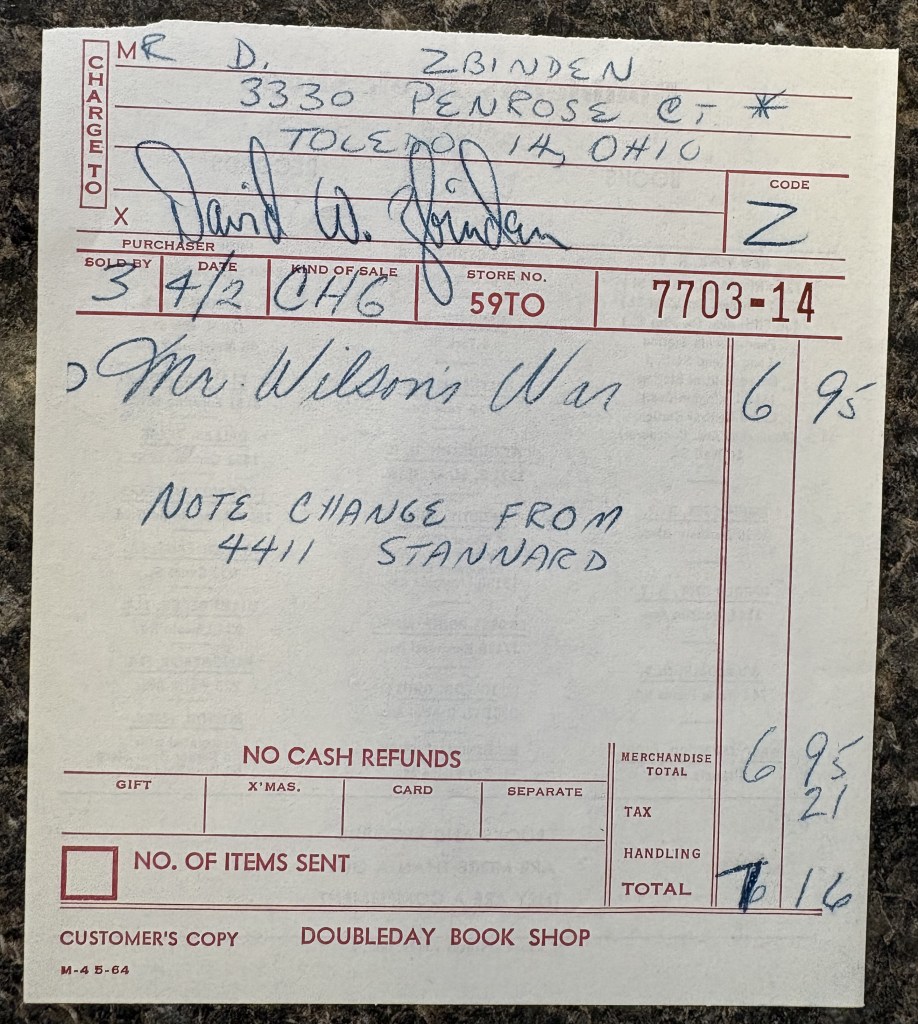 CHARGE TO
MR D. ZBINDEN
3330 PENROSE CT. *
TOLEDO 14, OHIO
X David W. Zbinden
PURCHASER
CODE
Z
SOLD BY DATE KIND OF SALE STORE NO.
3 4/2 CHG 59TO 7703-14
Mr. Wilson's War 6 95
NOTE CHANGE FROM
4411 STANNARD
NO CASH REFUNDS
MERCHANDISE TOTAL 6 95
GIFT X'MAS. CARD SEPARATE
TAX 21
HANDLING
NO. OF ITEMS SENT
TOTAL 7 16
CUSTOMER'S COPY DOUBLEDAY BOOK SHOP
M-4 5-64